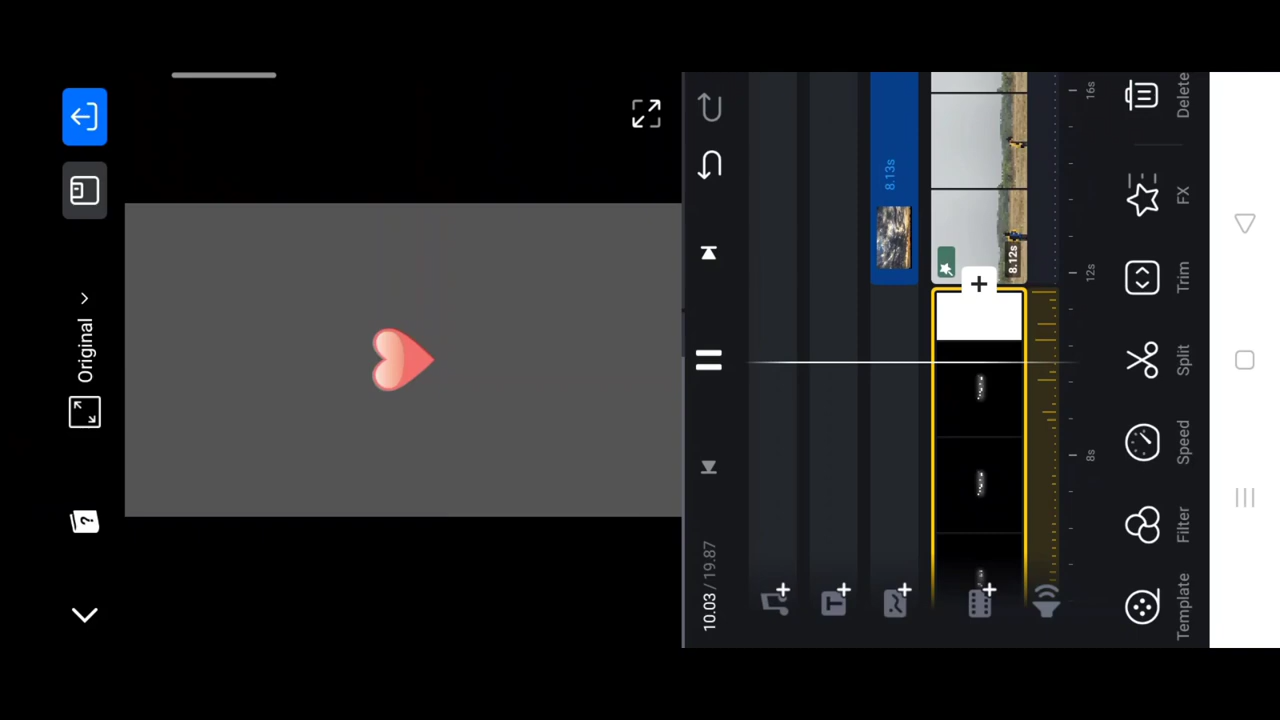 Original
?
10.03 / 19.87
8.13s
8.12s
16s
12s
8s
Delete
FX
Trim
Split
Speed
Filter
Template